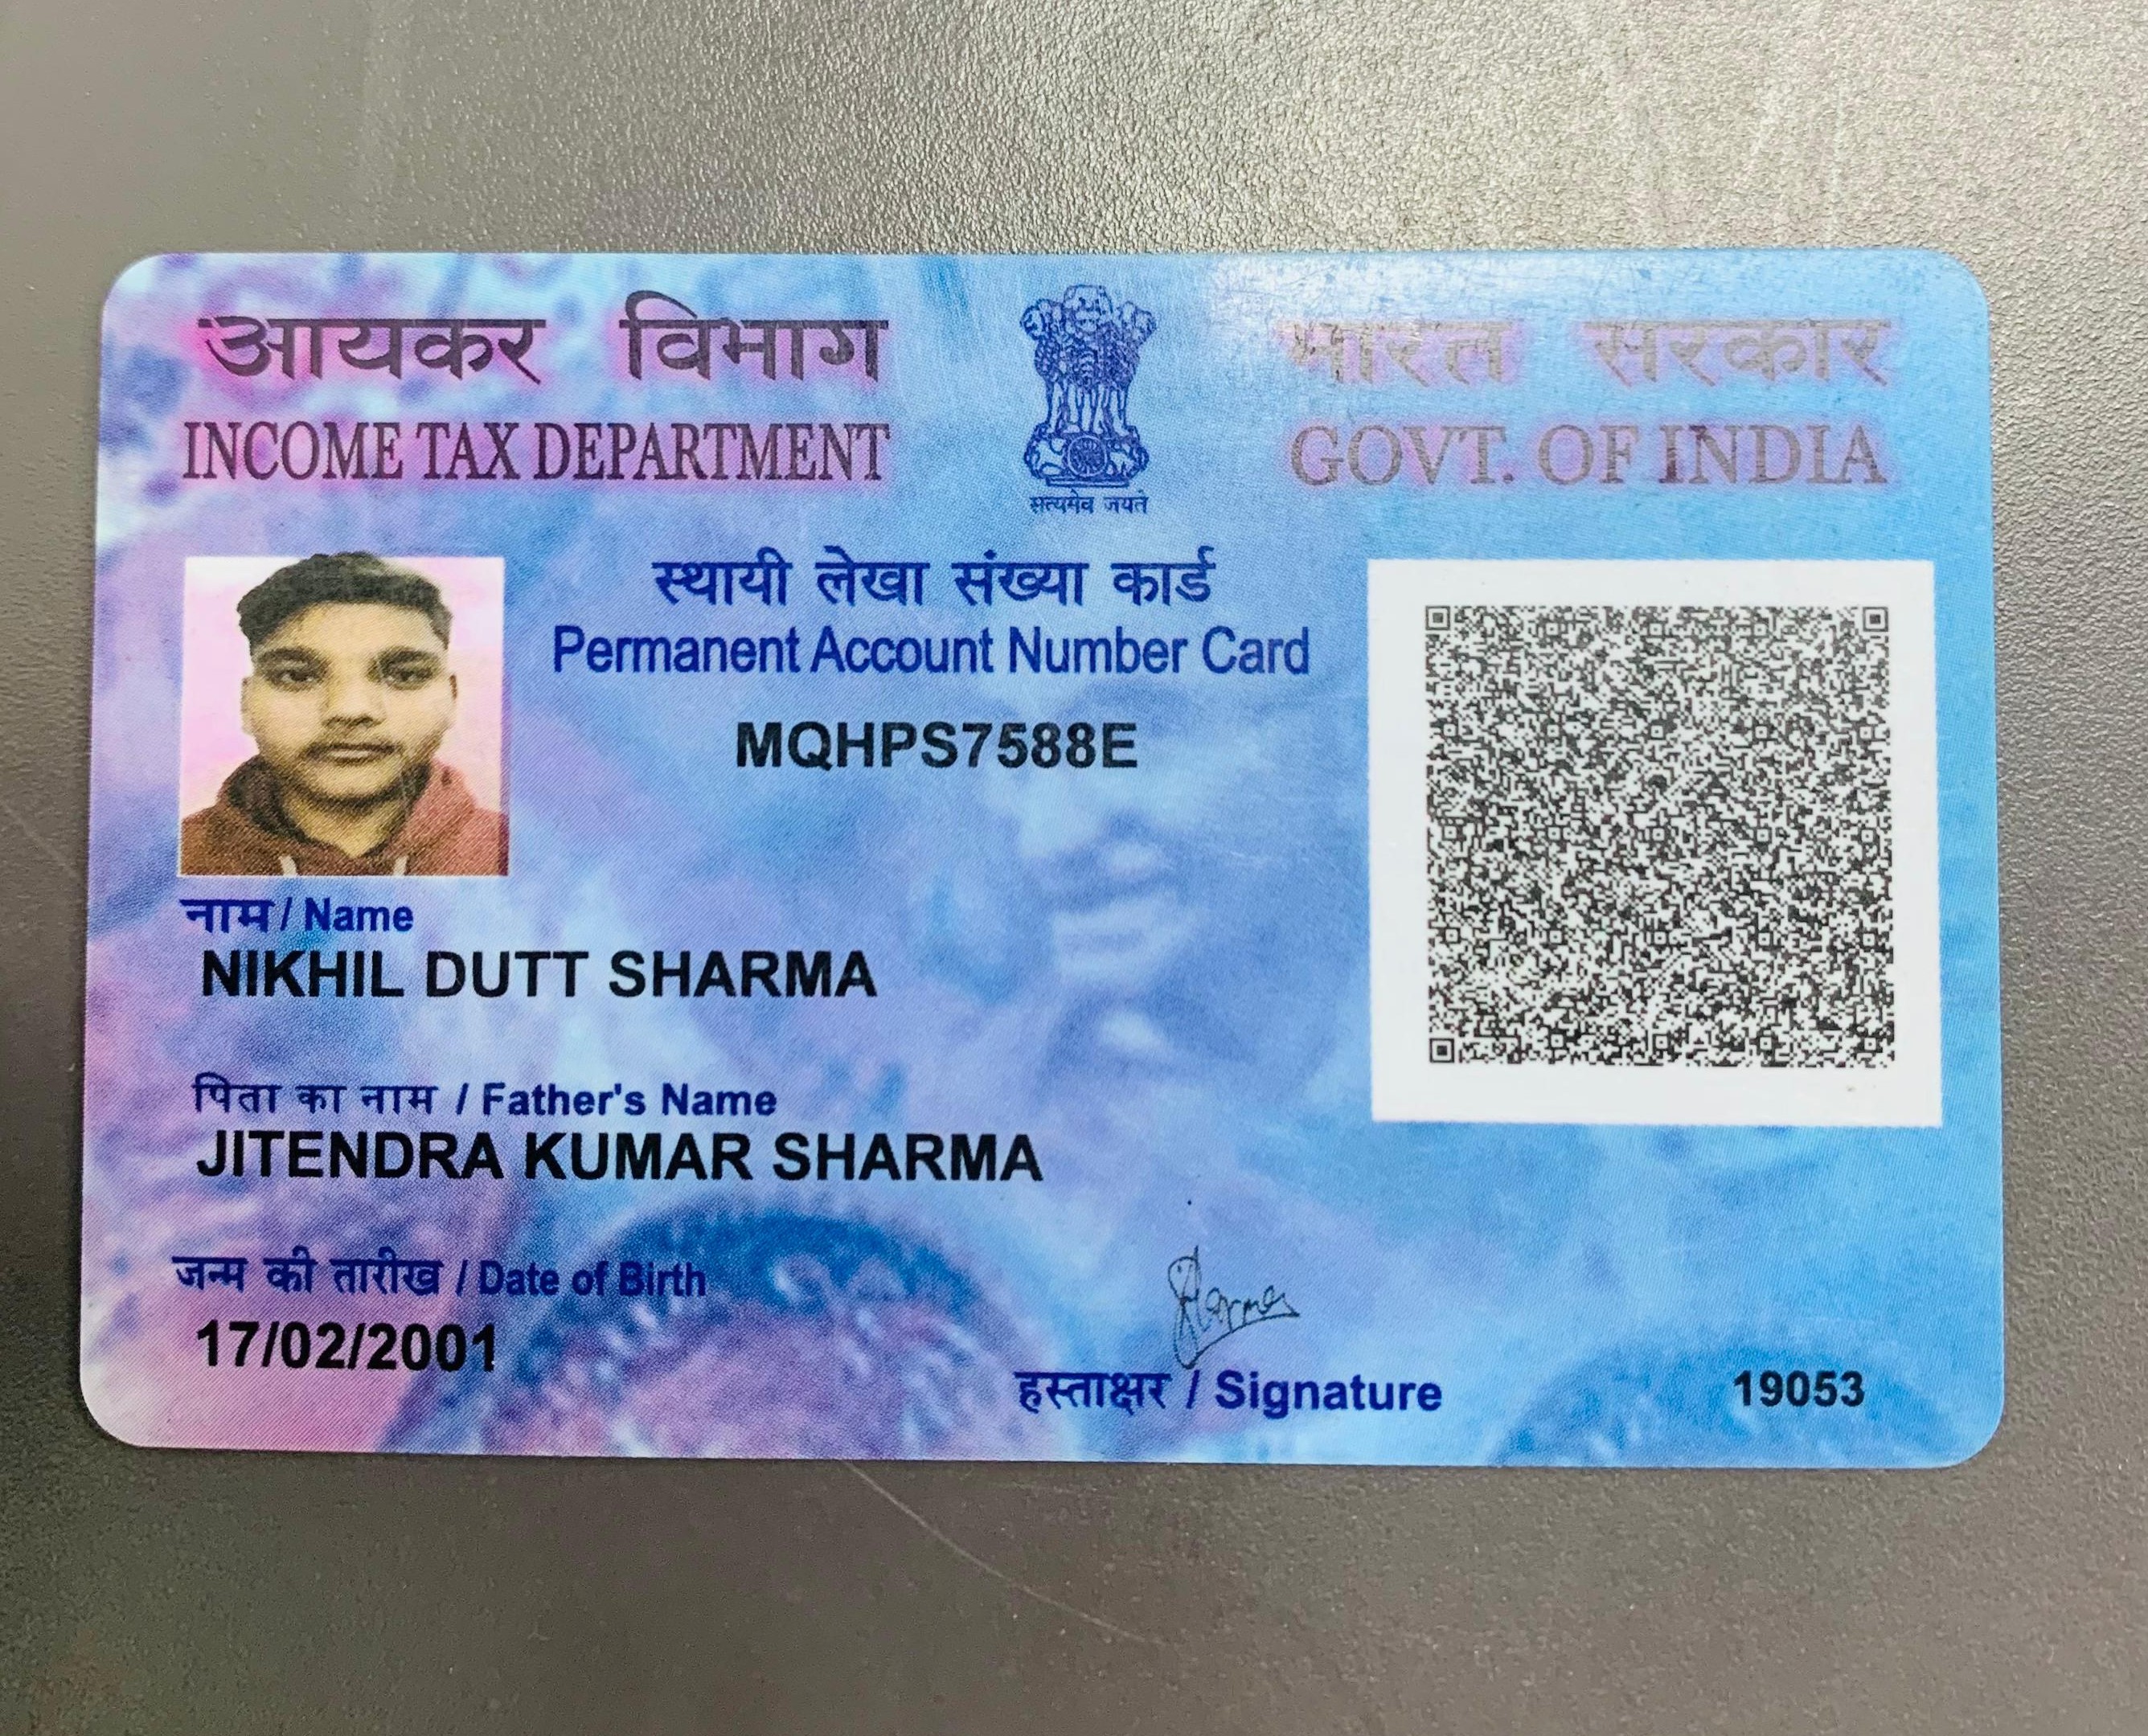 आयकर विभाग
INCOME TAX DEPARTMENT
सत्यमेव जयते
भारत सरकार
GOVT. OF INDIA
स्थायी लेखा संख्या कार्ड
Permanent Account Number Card
MQHPS7588E
नाम / Name
NIKHIL DUTT SHARMA
पिता का नाम / Father's Name
JITENDRA KUMAR SHARMA
जन्म की तारीख / Date of Birth
17/02/2001
Sharma
हस्ताक्षर / Signature
19053